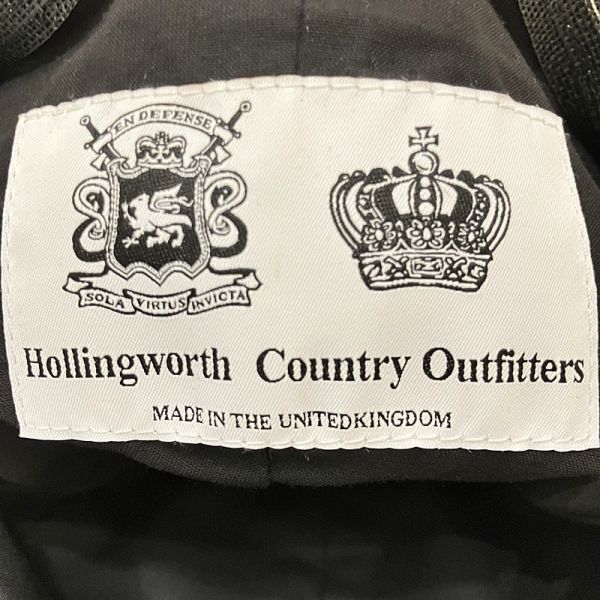 EN DEFENSE
SOLA VIRTUS INVICTA
Hollingworth Country Outfitters
MADE IN THE UNITEDKINGDOM